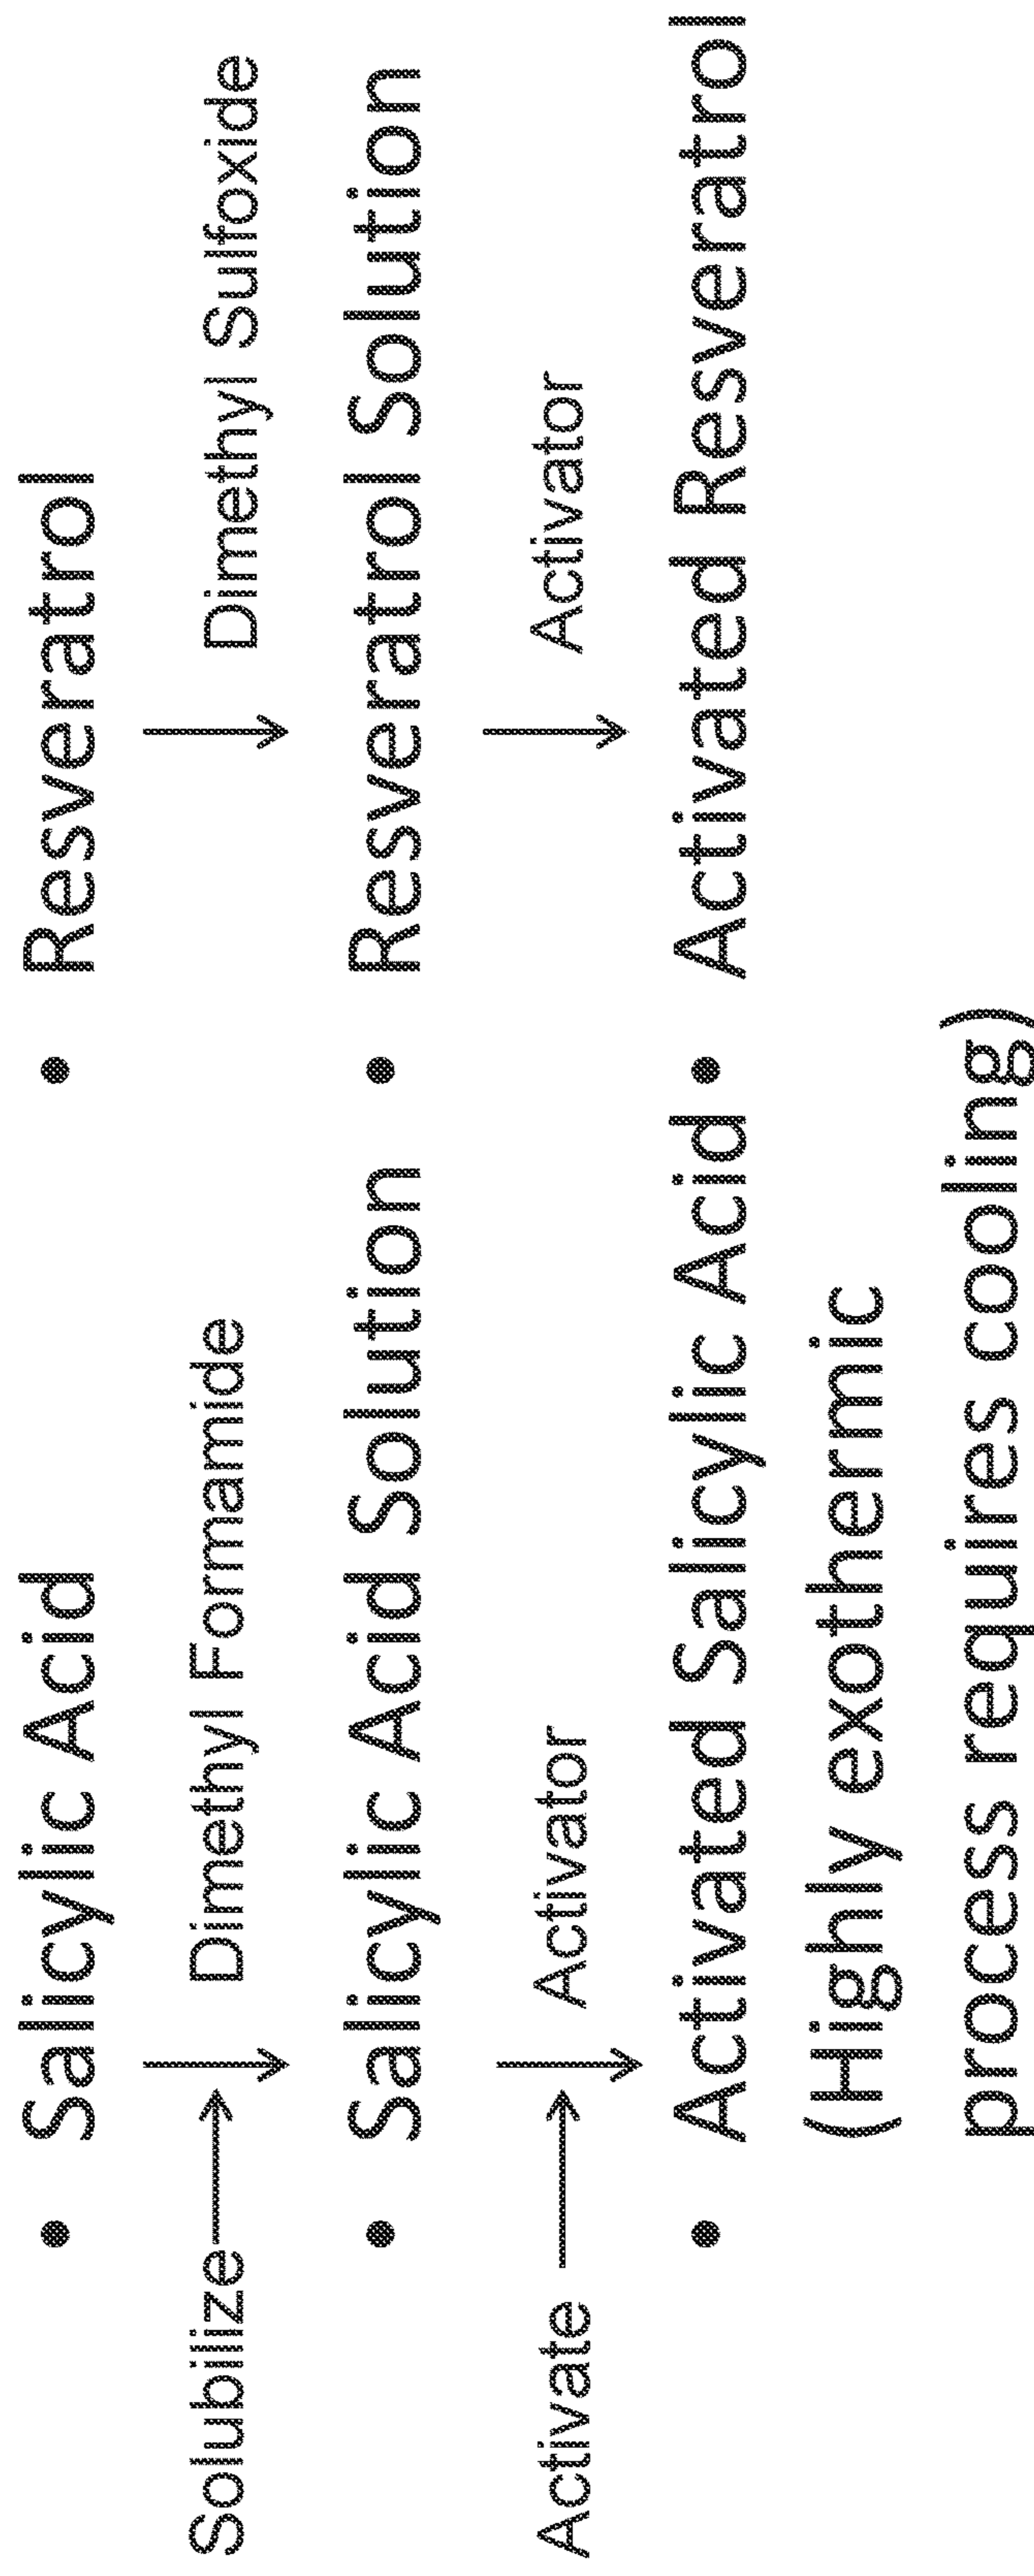 • Salicylic Acid
• Resveratrol
Solubilize
Dimethyl Formamide
Dimethyl Sulfoxide
• Salicylic Acid Solution
• Resveratrol Solution
Activate
Activator
Activator
• Activated Salicylic Acid
(Highly exothermic
process requires cooling)
• Activated Resveratrol